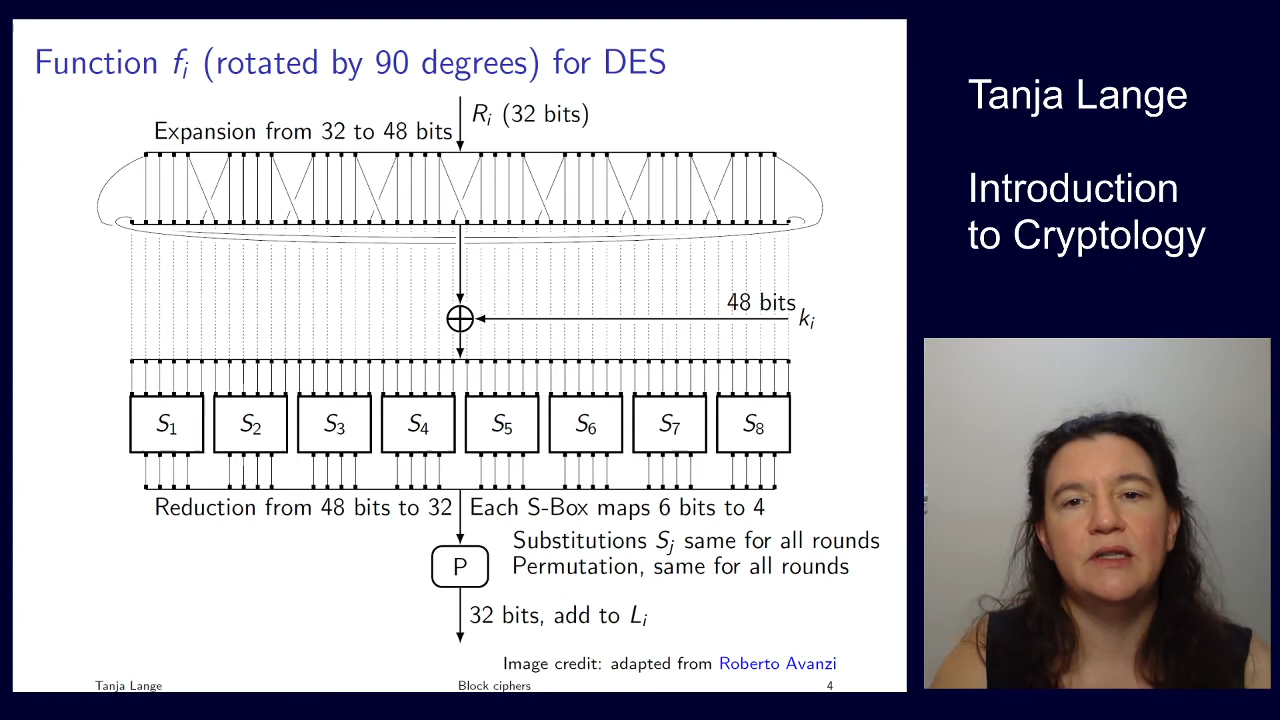 Function fᵢ (rotated by 90 degrees) for DES
Rᵢ (32 bits)
Expansion from 32 to 48 bits
48 bits
kᵢ
S₁ S₂ S₃ S₄ S₅ S₆ S₇ S₈
Reduction from 48 bits to 32
Each S-Box maps 6 bits to 4
Substitutions Sⱼ same for all rounds
P
Permutation, same for all rounds
32 bits, add to Lᵢ
Image credit: adapted from Roberto Avanzi
Tanja Lange
Block ciphers
4
Tanja Lange
Introduction
to Cryptology